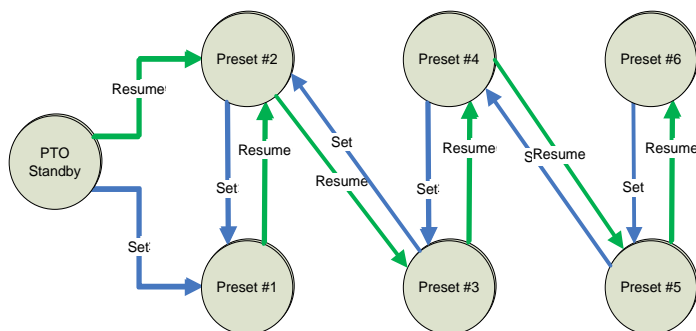 Preset #2
Preset #4
Preset #6
Resume
PTO
Standby
Set
Resume
Set
Resume
Set
Resume
Resume
Set
Resume
Set
Preset #1
Preset #3
Preset #5